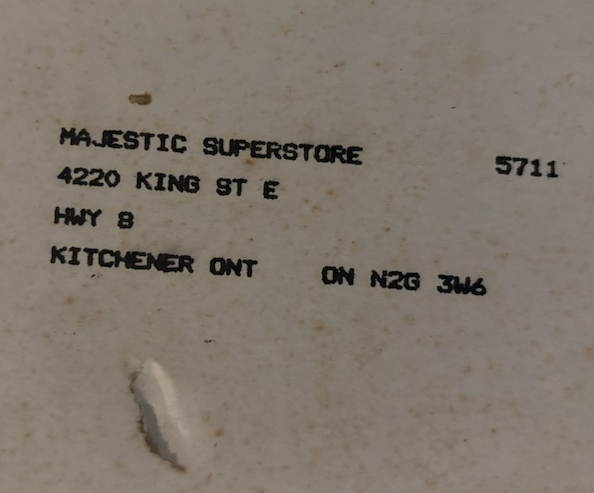 MAJESTIC SUPERSTORE 5711
4220 KING ST E
HWY 8
KITCHENER ONT ON N2G 3W6